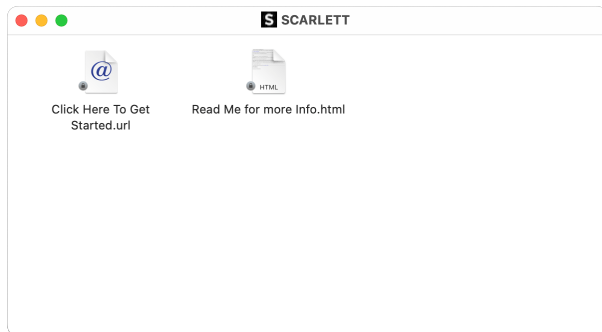 S SCARLETT
@
HTML
Click Here To Get
Started.url
Read Me for more Info.html